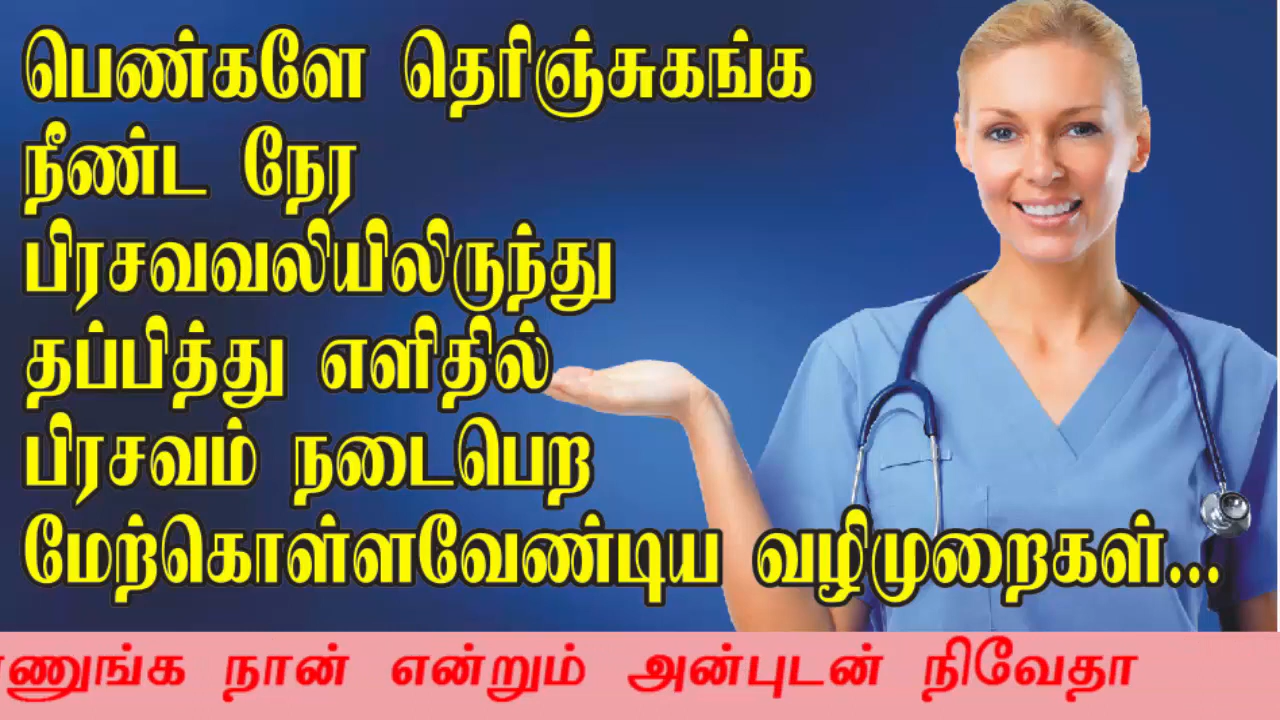 பெண்களே தெரிஞ்சுகங்க
நீண்ட நேர
பிரசவவலியிலிருந்து
தப்பித்து எளிதில்
பிரசவம் நடைபெற
மேற்கொள்ளவேண்டிய வழிமுறைகள்...
நான் என்றும் அன்புடன் நிவேதா